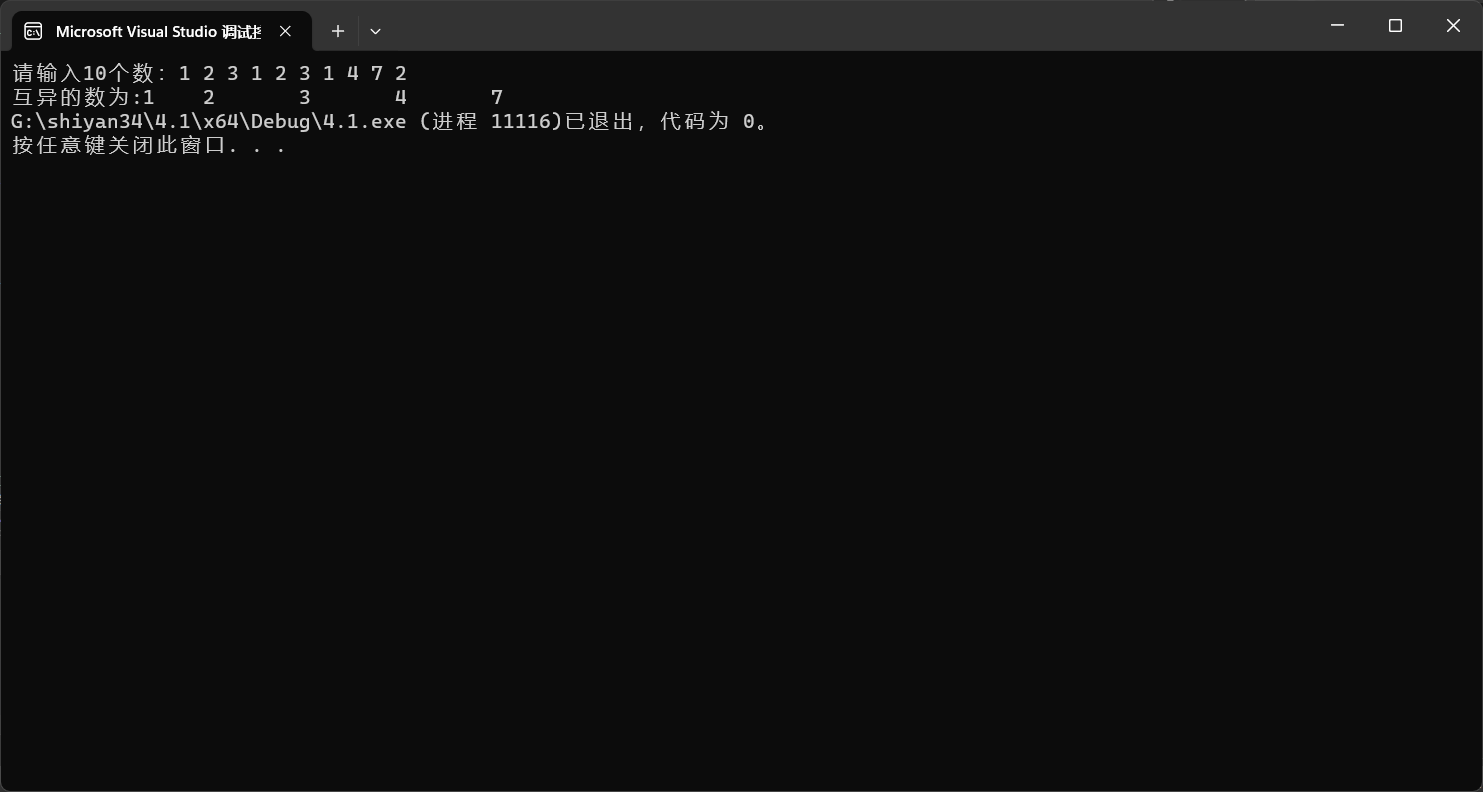 Microsoft Visual Studio 调试
请输入10个数: 1 2 3 1 2 3 1 4 7 2
互异的数为:1    2       3       4       7
G:\shiyan34\4.1\x64\Debug\4.1.exe (进程 11116)已退出，代码为 0。
按任意键关闭此窗口. . .